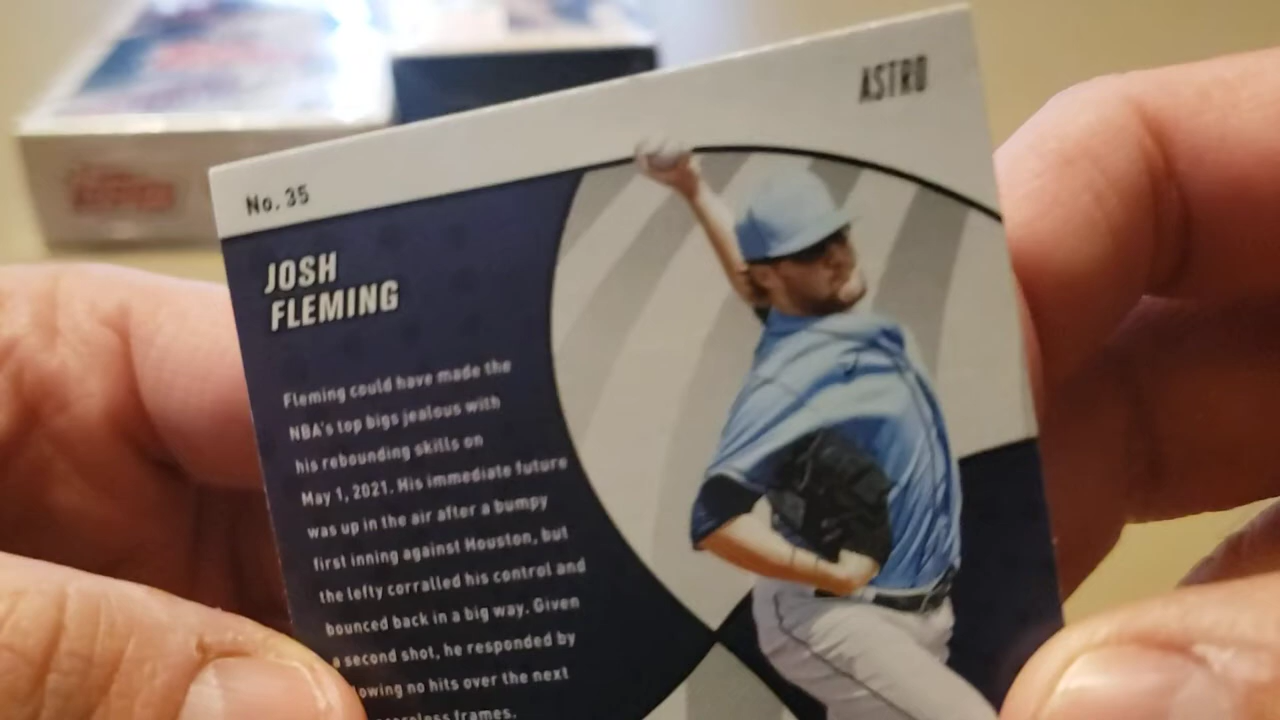 ASTRO
No. 35
JOSH
FLEMING
Fleming could have made the
NBA's top bigs jealous with
his rebounding skills on
May 1, 2021. His immediate future
was up in the air after a bumpy
first inning against Houston, but
the lefty corralled his control and
bounced back in a big way. Given
a second shot, he responded by
lowing no hits over the next
frames.